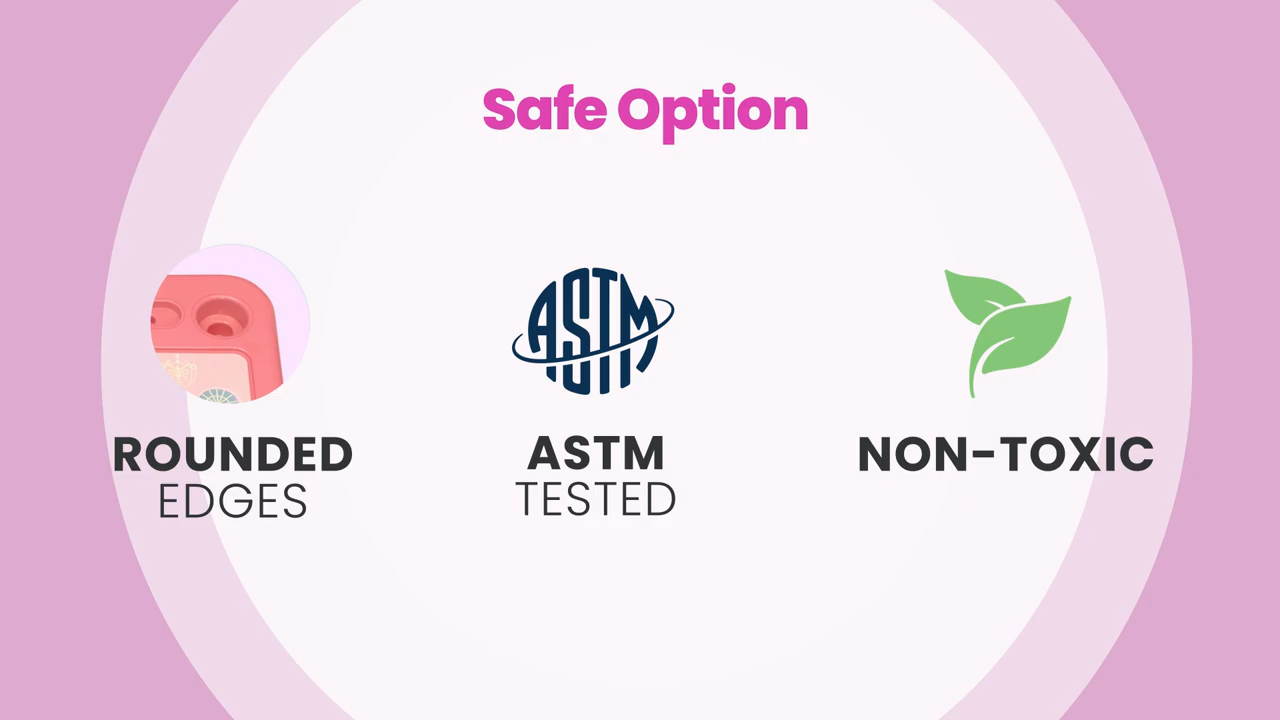 Safe Option
ROUNDED
EDGES
ASTM
ASTM
TESTED
NON-TOXIC